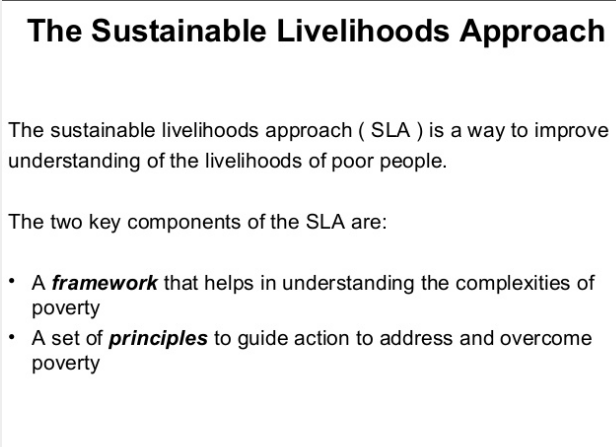 The Sustainable Livelihoods Approach
The sustainable livelihoods approach ( SLA ) is a way to improve
understanding of the livelihoods of poor people.
The two key components of the SLA are:
• A framework that helps in understanding the complexities of
poverty
• A set of principles to guide action to address and overcome
poverty